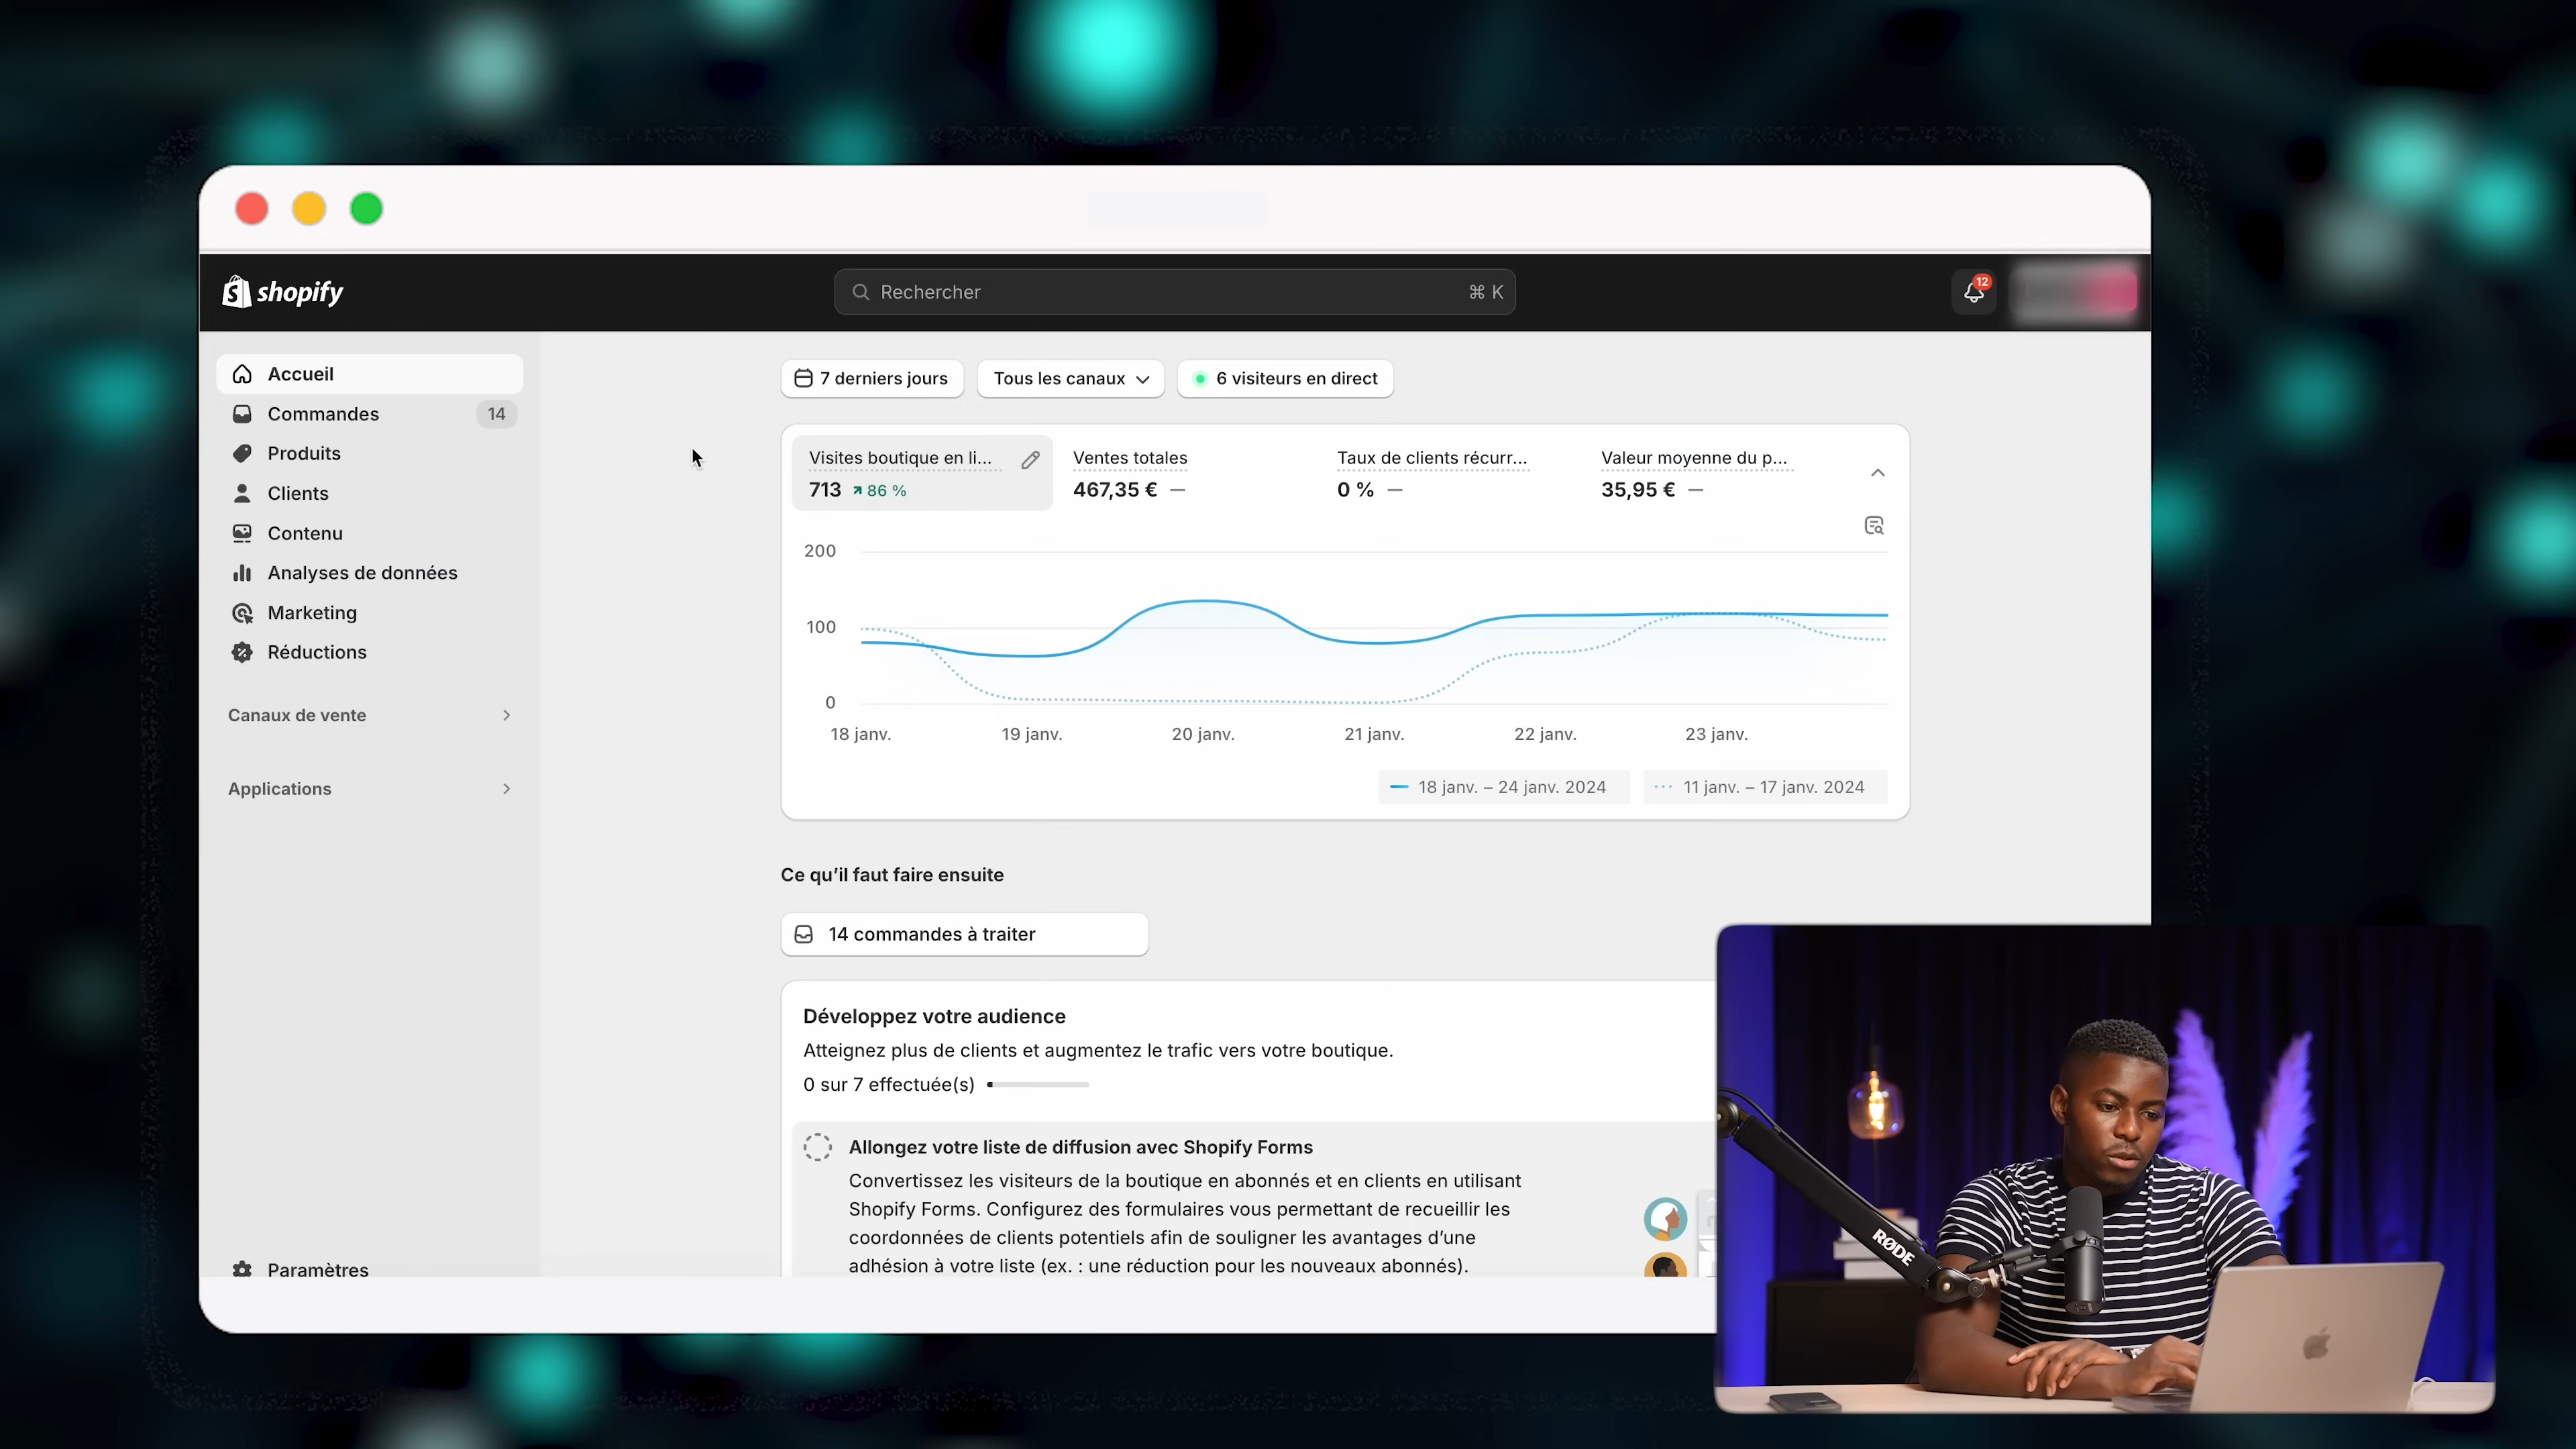 shopify
Rechercher
⌘ K
12
Accueil
Commandes
14
Produits
Clients
Contenu
Analyses de données
Marketing
Réductions
Canaux de vente
Applications
Paramètres
7 derniers jours
Tous les canaux
6 visiteurs en direct
Visites boutique en li...
713 86 %
Ventes totales
467,35 € —
Taux de clients récurr...
0 % —
Valeur moyenne du p...
35,95 € —
200
100
0
18 janv.
19 janv.
20 janv.
21 janv.
22 janv.
23 janv.
18 janv. – 24 janv. 2024
11 janv. – 17 janv. 2024
Ce qu’il faut faire ensuite
14 commandes à traiter
Développez votre audience
Atteignez plus de clients et augmentez le trafic vers votre boutique.
0 sur 7 effectuée(s)
Allongez votre liste de diffusion avec Shopify Forms
Convertissez les visiteurs de la boutique en abonnés et en clients en utilisant
Shopify Forms. Configurez des formulaires vous permettant de recueillir les
coordonnées de clients potentiels afin de souligner les avantages d’une
adhésion à votre liste (ex. : une réduction pour les nouveaux abonnés).
RØDE